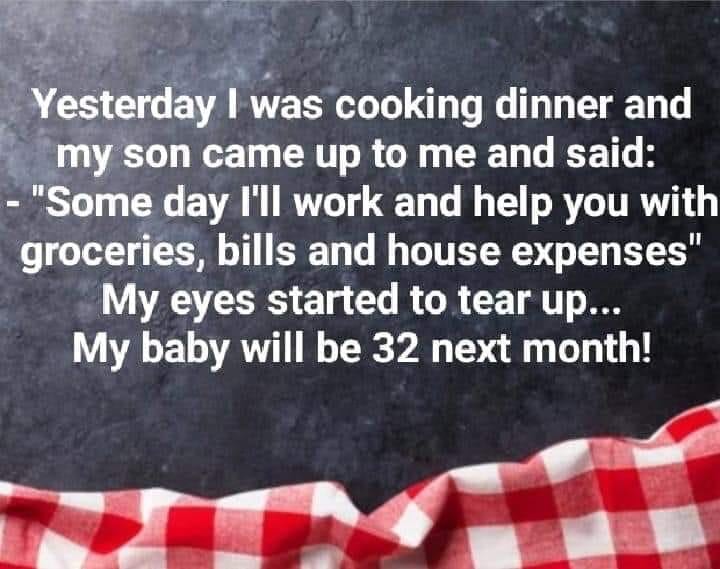 Yesterday I was cooking dinner and
my son came up to me and said:
- "Some day I'll work and help you with
groceries, bills and house expenses"
My eyes started to tear up...
My baby will be 32 next month!